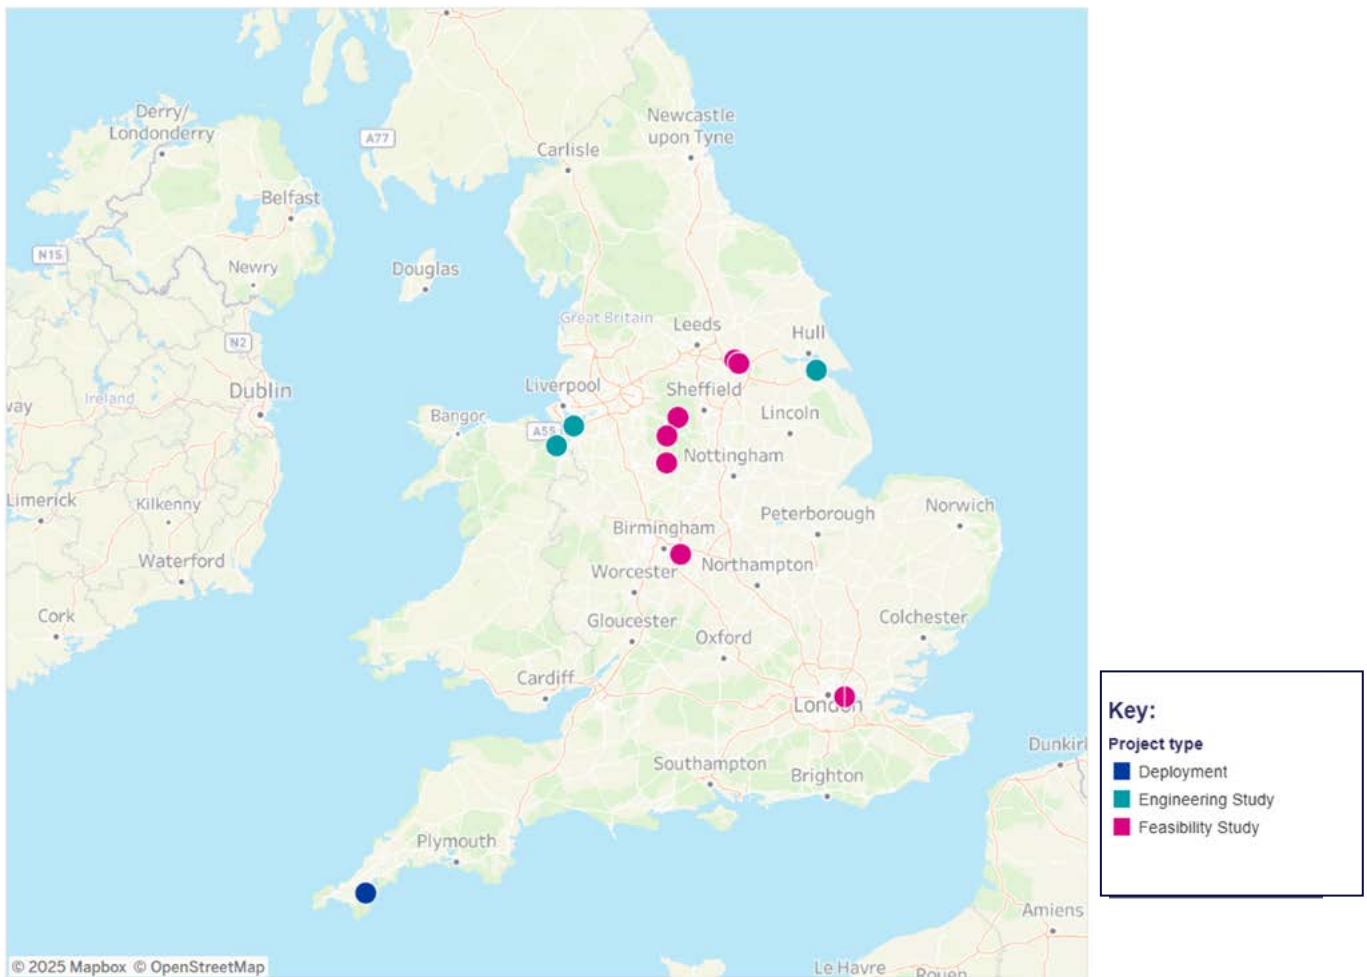 Newcastle
upon Tyne
Derry/
Londonderry
A77
Carlisle
Belfast
N15
Newry
Douglas
Great Britain
Leeds
Hull
N2
Dublin
Ireland
way
Liverpool
Sheffield
Bangor
A55
Lincoln
Nottingham
Limerick
Kilkenny
Norwich
Peterborough
Birmingham
Waterford
Worcester
Northampton
Cork
Gloucester
Colchester
Oxford
Cardiff
London
Key:
Project type
Deployment
Engineering Study
Feasibility Study
Dunkir
Southampton
Brighton
Plymouth
Amiens
© 2025 Mapbox © OpenStreetMap
Le Havre
Rouen